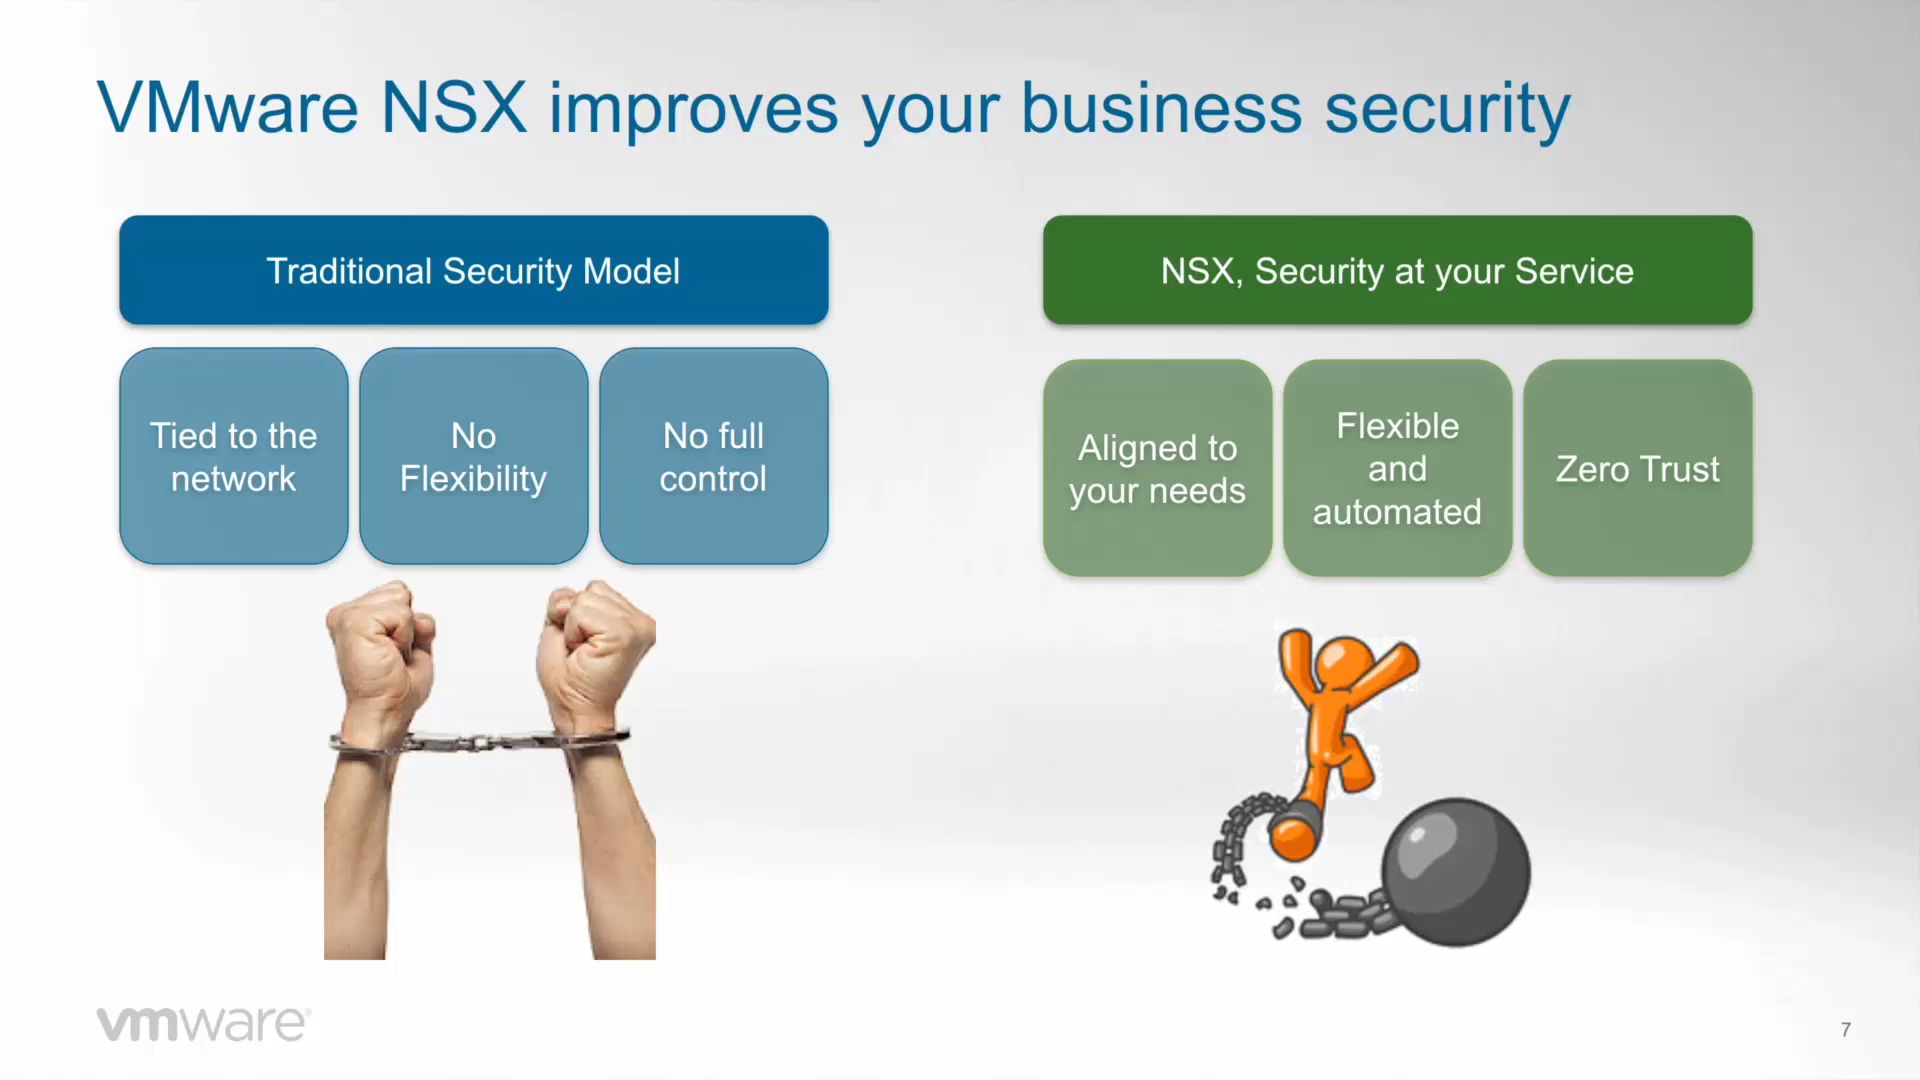 VMware NSX improves your business security
Traditional Security Model
Tied to the
network
No
Flexibility
No full
control
NSX, Security at your Service
Aligned to
your needs
Flexible
and
automated
Zero Trust
vmware®
7